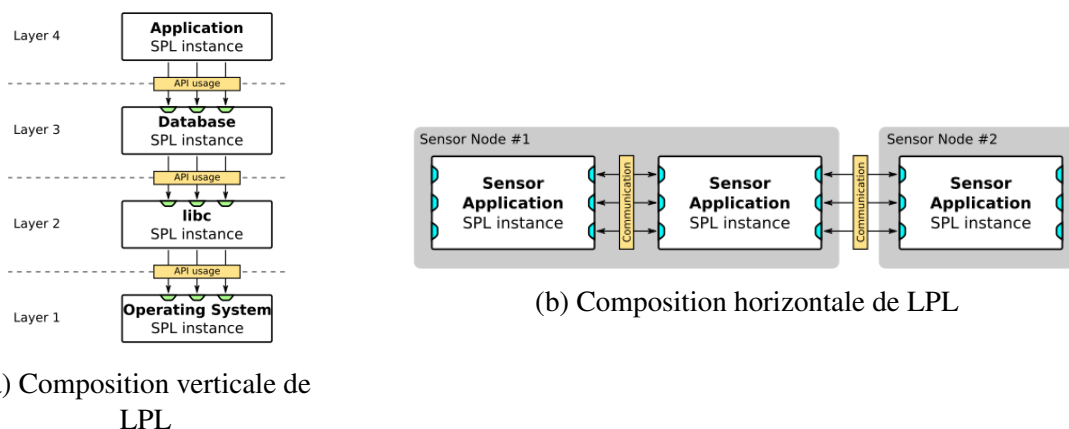 Layer 4
Application
SPL instance
API usage
Layer 3
Database
SPL instance
API usage
Layer 2
libc
SPL instance
API usage
Layer 1
Operating System
SPL instance
) Composition verticale de
LPL
Sensor Node #1
Sensor
Application
SPL instance
Communication
Sensor
Application
SPL instance
Communication
Sensor Node #2
Sensor
Application
SPL instance
(b) Composition horizontale de LPL